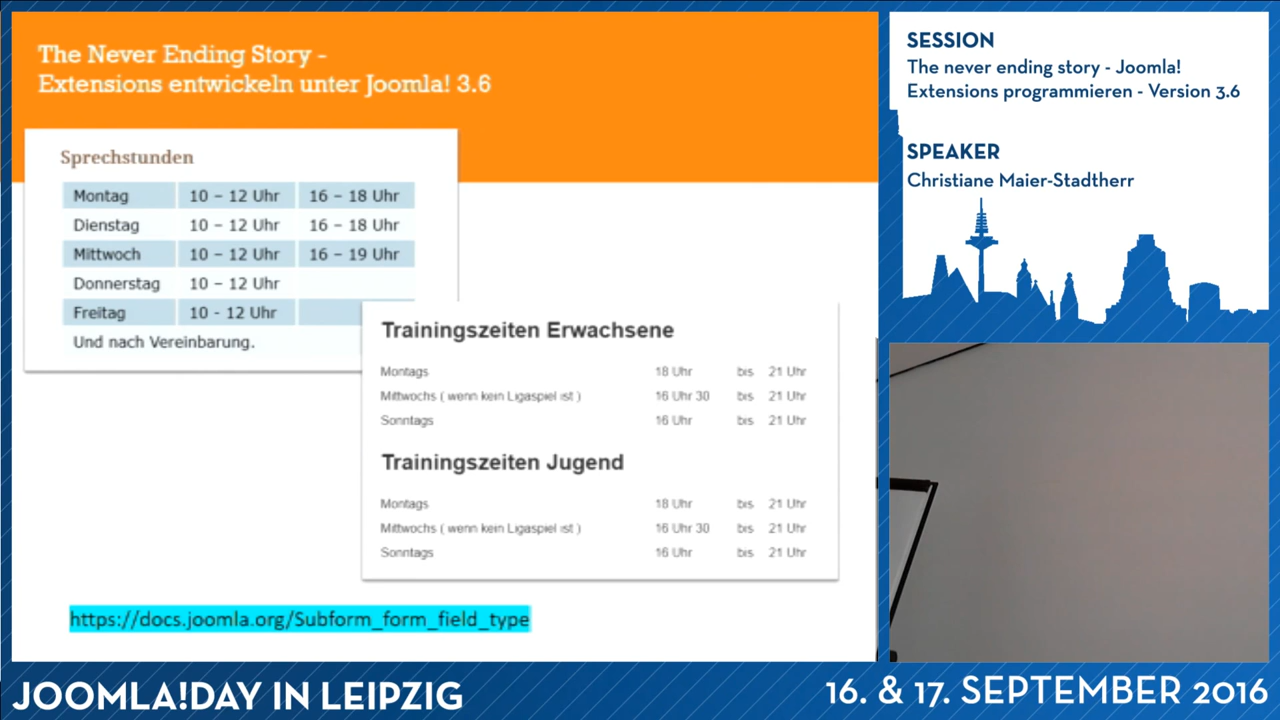 The Never Ending Story -
Extensions entwickeln unter Joomla! 3.6
Sprechstunden
Montag 10 – 12 Uhr 16 – 18 Uhr
Dienstag 10 – 12 Uhr 16 – 18 Uhr
Mittwoch 10 – 12 Uhr 16 – 19 Uhr
Donnerstag 10 – 12 Uhr
Freitag 10 - 12 Uhr
Und nach Vereinbarung.
Trainingszeiten Erwachsene
Montags 18 Uhr bis 21 Uhr
Mittwochs ( wenn kein Ligaspiel ist ) 16 Uhr 30 bis 21 Uhr
Sonntags 16 Uhr bis 21 Uhr
Trainingszeiten Jugend
Montags 18 Uhr bis 21 Uhr
Mittwochs ( wenn kein Ligaspiel ist ) 16 Uhr 30 bis 21 Uhr
Sonntags 16 Uhr bis 21 Uhr
https://docs.joomla.org/Subform_form_field_type
SESSION
The never ending story - Joomla!
Extensions programmieren - Version 3.6
SPEAKER
Christiane Maier-Stadtherr
JOOMLA!DAY IN LEIPZIG
16. & 17. SEPTEMBER 2016